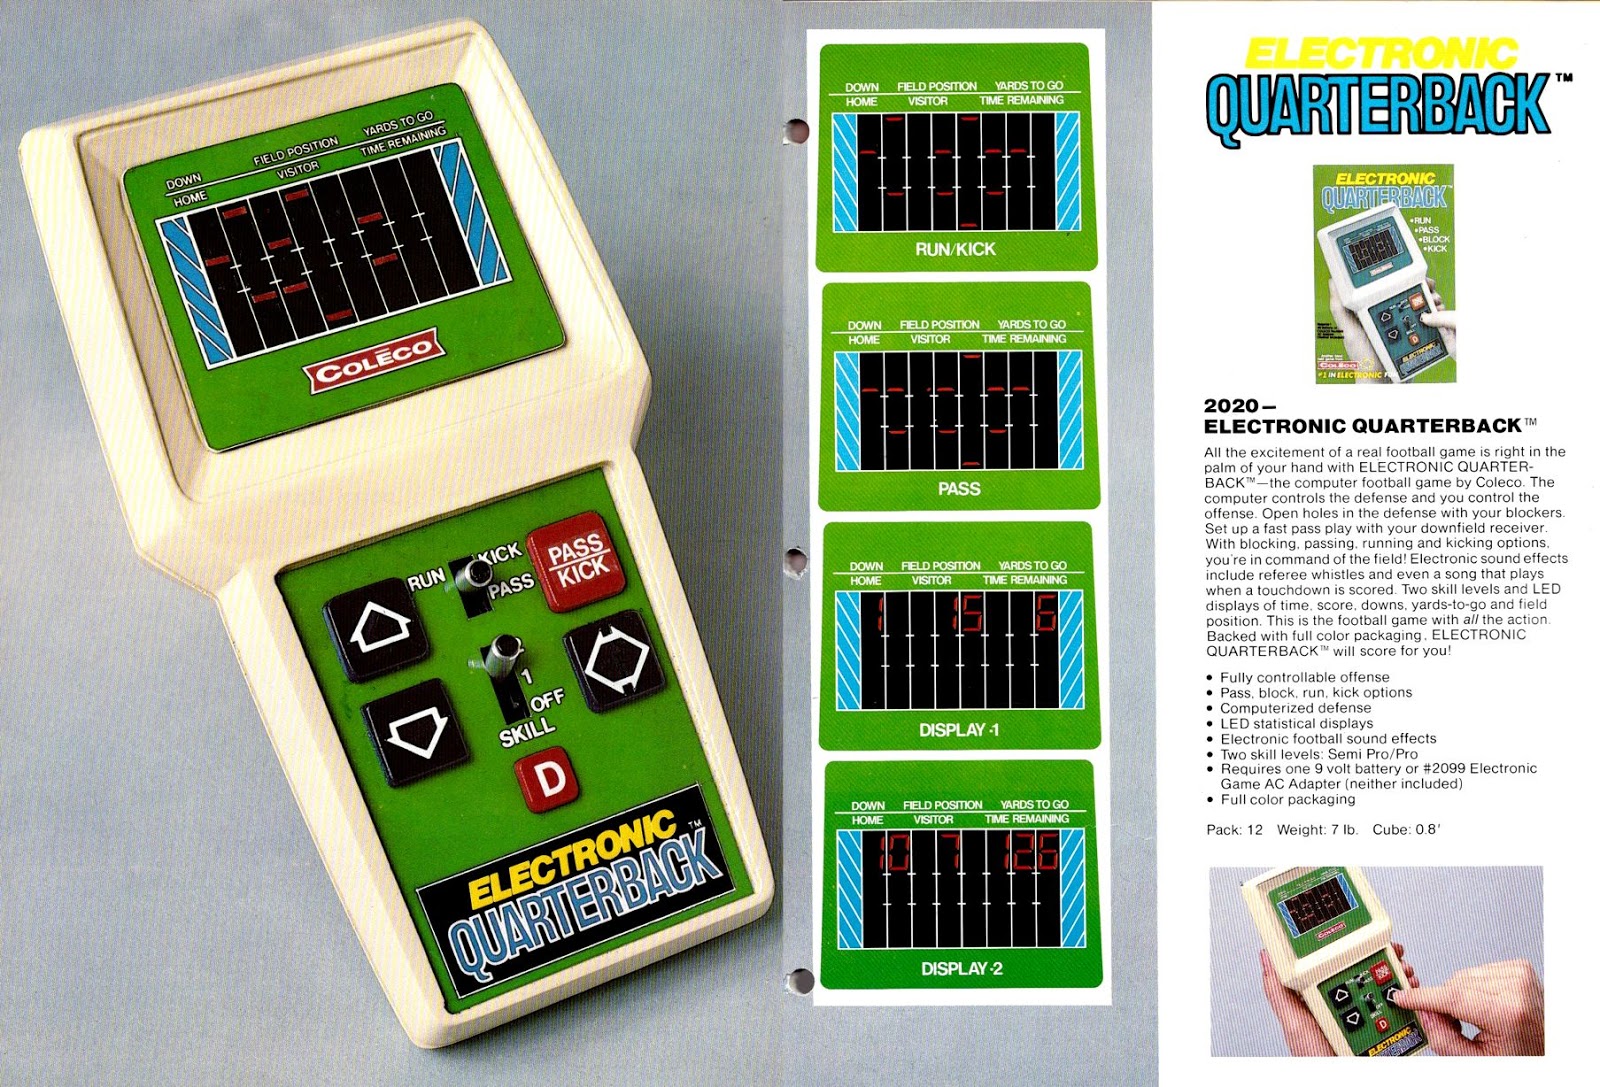 DOWN FIELD POSITION YARDS TO GO
HOME VISITOR TIME REMAINING
COLECO
RUN KICK
PASS
PASS
KICK
1
OFF
SKILL
D
ELECTRONIC
QUARTERBACK™
DOWN FIELD POSITION YARDS TO GO
HOME VISITOR TIME REMAINING
RUN/KICK
DOWN FIELD POSITION YARDS TO GO
HOME VISITOR TIME REMAINING
PASS
DOWN FIELD POSITION YARDS TO GO
HOME VISITOR TIME REMAINING
1 15 6
DISPLAY-1
DOWN FIELD POSITION YARDS TO GO
HOME VISITOR TIME REMAINING
10 7 12:6
DISPLAY-2
ELECTRONIC
QUARTERBACK™
ELECTRONIC
QUARTERBACK
•RUN
•PASS
•BLOCK
•KICK
D
ELECTRONIC
COLECO
#1 IN ELECTRONIC
2020—
ELECTRONIC QUARTERBACK™
All the excitement of a real football game is right in the
palm of your hand with ELECTRONIC QUARTER-
BACK™—the computer football game by Coleco. The
computer controls the defense and you control the
offense. Open holes in the defense with your blockers.
Set up a fast pass play with your downfield receiver.
With blocking, passing, running and kicking options,
you're in command of the field! Electronic sound effects
include referee whistles and even a song that plays
when a touchdown is scored. Two skill levels and LED
displays of time, score, downs, yards-to-go and field
position. This is the football game with all the action.
Backed with full color packaging, ELECTRONIC
QUARTERBACK™ will score for you!
• Fully controllable offense
• Pass, block, run, kick options
• Computerized defense
• LED statistical displays
• Electronic football sound effects
• Two skill levels: Semi Pro/Pro
• Requires one 9 volt battery or #2099 Electronic
Game AC Adapter (neither included)
• Full color packaging
Pack: 12 Weight: 7 lb. Cube: 0.8'
COLECO
D
ELECTRONIC